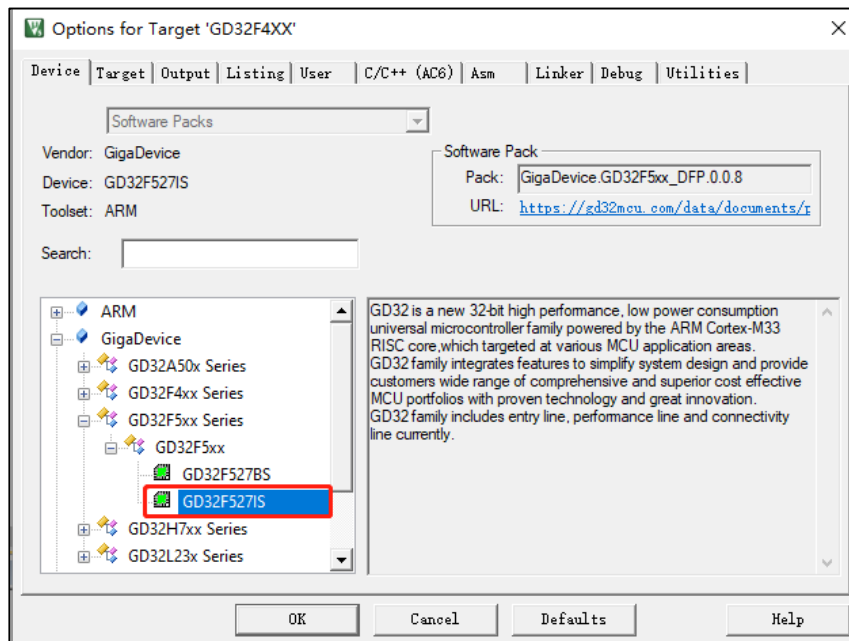 Options for Target 'GD32F4XX'
Device Target Output Listing User C/C++ (AC6) Asm Linker Debug Utilities
Software Packs
Vendor: GigaDevice
Device: GD32F527IS
Toolset: ARM
Software Pack
Pack: GigaDevice.GD32F5xx_DFP.0.0.8
URL: https://gd32mcu.com/data/documents/p
Search:
ARM
GigaDevice
GD32A50x Series
GD32F4xx Series
GD32F5xx Series
GD32F5xx
GD32F527BS
GD32F527IS
GD32H7xx Series
GD32L23x Series
GD32 is a new 32-bit high performance, low power consumption
universal microcontroller family powered by the ARM Cortex-M33
RISC core,which targeted at various MCU application areas.
GD32 family integrates features to simplify system design and provide
customers wide range of comprehensive and superior cost effective
MCU portfolios with proven technology and great innovation.
GD32 family includes entry line, performance line and connectivity
line currently.
OK Cancel Defaults Help